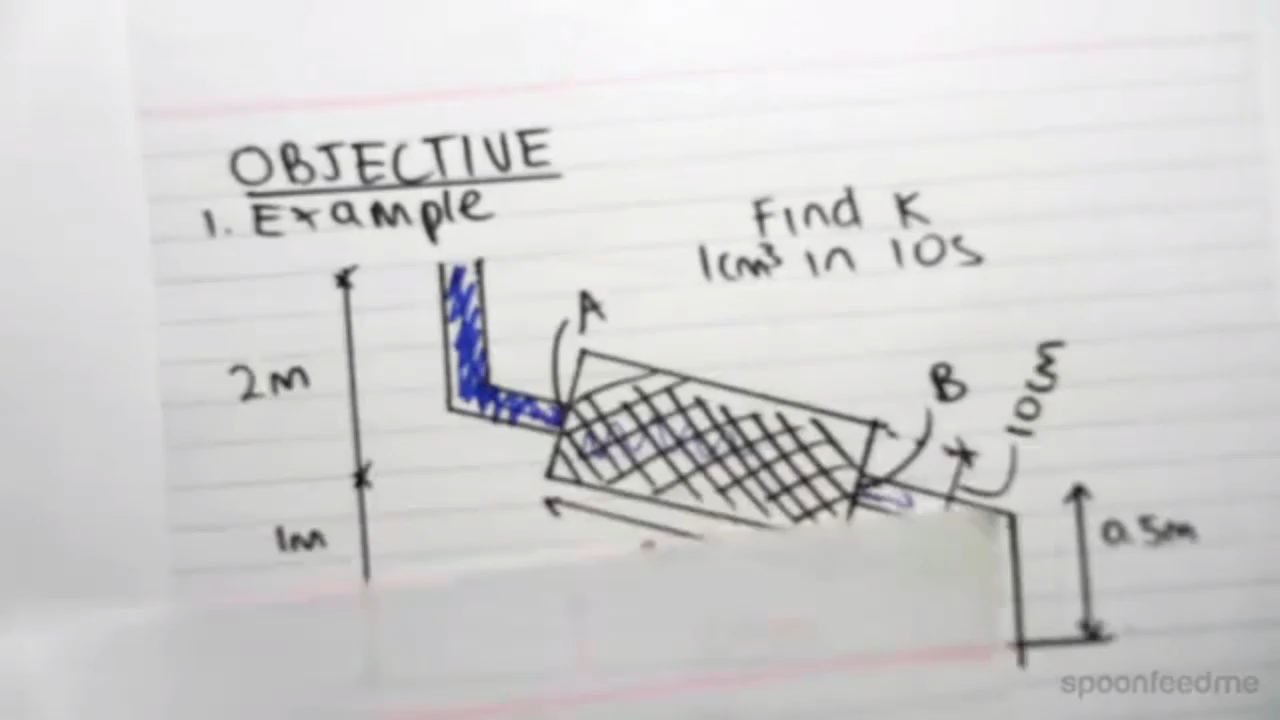 OBJECTIVE
1. Example
Find K
1cm³ in 10s
A
2m
B
10cm
1m
0.5m
spoonfeedme